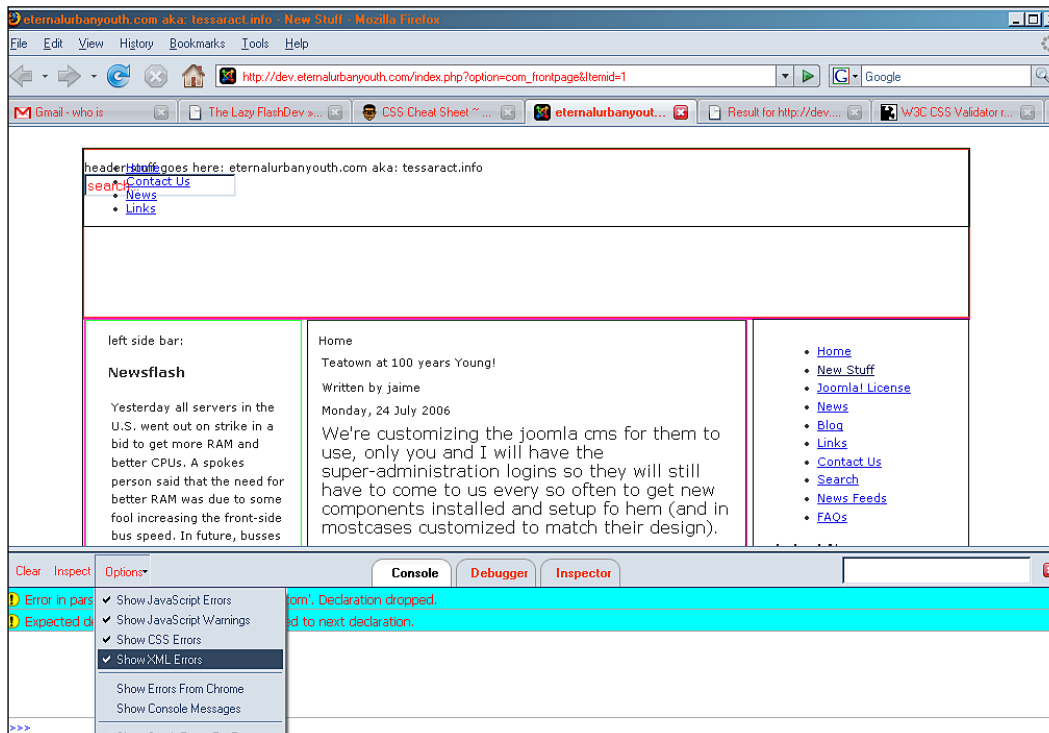 eternalurbanyouth.com aka: tessaract.info - New Stuff - Mozilla Firefox
File Edit View History Bookmarks Tools Help
http://dev.eternalurbanyouth.com/index.php?option=com_frontpage&Itemid=1
G Google
Gmail - who is
The Lazy FlashDev »...
CSS Cheat Sheet ~ ...
eternalurbanyout...
Result for http://dev....
W3C CSS Validator r...
header stuff goes here: eternalurbanyouth.com aka: tessaract.info
search...
Home
Contact Us
News
Links
left side bar:
Newsflash
Yesterday all servers in the
U.S. went out on strike in a
bid to get more RAM and
better CPUs. A spokes
person said that the need for
better RAM was due to some
fool increasing the front-side
bus speed. In future, busses
Home
Teatown at 100 years Young!
Written by jaime
Monday, 24 July 2006
We're customizing the joomla cms for them to
use, only you and I will have the
super-administration logins so they will still
have to come to us every so often to get new
components installed and setup fo hem (and in
mostcases customized to match their design).
Home
New Stuff
Joomla! License
News
Blog
Links
Contact Us
Search
News Feeds
FAQs
Clear Inspect Options
Console Debugger Inspector
Error in pars
tom'. Declaration dropped.
Expected de
ed to next declaration.
Show JavaScript Errors
Show JavaScript Warnings
Show CSS Errors
Show XML Errors
Show Errors From Chrome
Show Console Messages
>>>